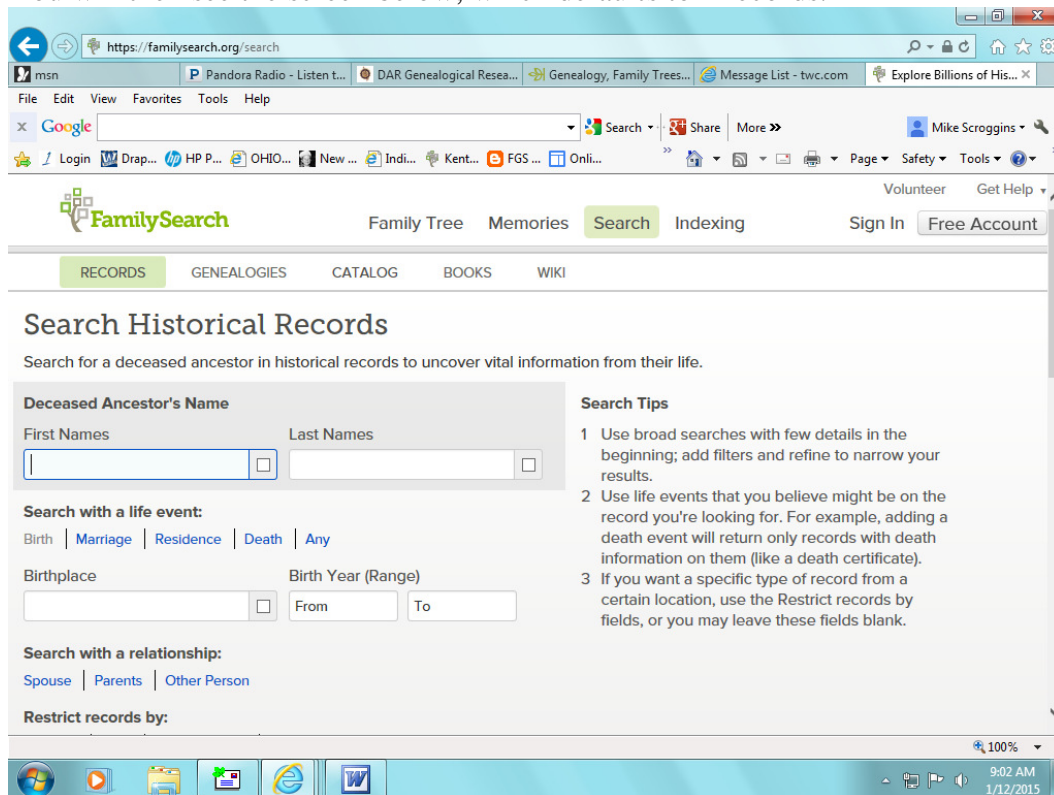 https://familysearch.org/search
msn
Pandora Radio - Listen t...
DAR Genealogical Resea...
Genealogy, Family Trees...
Message List - twc.com
Explore Billions of His...
File Edit View Favorites Tools Help
x Google
Search
Share
More »
Mike Scroggins
Login
Drap...
HP P...
OHIO...
New ...
Indi...
Kent...
FGS ...
Onli...
»
Page Safety Tools
Volunteer Get Help
FamilySearch
Family Tree Memories Search Indexing
Sign In Free Account
RECORDS GENEALOGIES CATALOG BOOKS WIKI
Search Historical Records
Search for a deceased ancestor in historical records to uncover vital information from their life.
Deceased Ancestor's Name
First Names Last Names
Search with a life event:
Birth | Marriage | Residence | Death | Any
Birthplace Birth Year (Range)
From To
Search with a relationship:
Spouse | Parents | Other Person
Restrict records by:
Search Tips
1 Use broad searches with few details in the
beginning; add filters and refine to narrow your
results.
2 Use life events that you believe might be on the
record you're looking for. For example, adding a
death event will return only records with death
information on them (like a death certificate).
3 If you want a specific type of record from a
certain location, use the Restrict records by
fields, or you may leave these fields blank.
100%
9:02 AM
1/12/2015